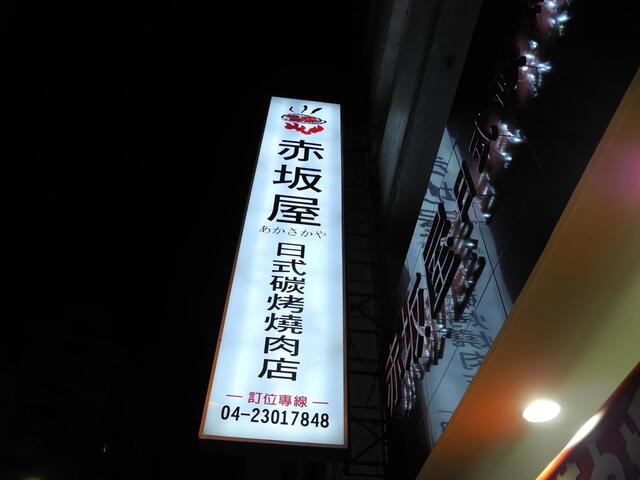 赤坂屋
あかさかや
日式碳烤燒肉店
訂位專線
04-23017848